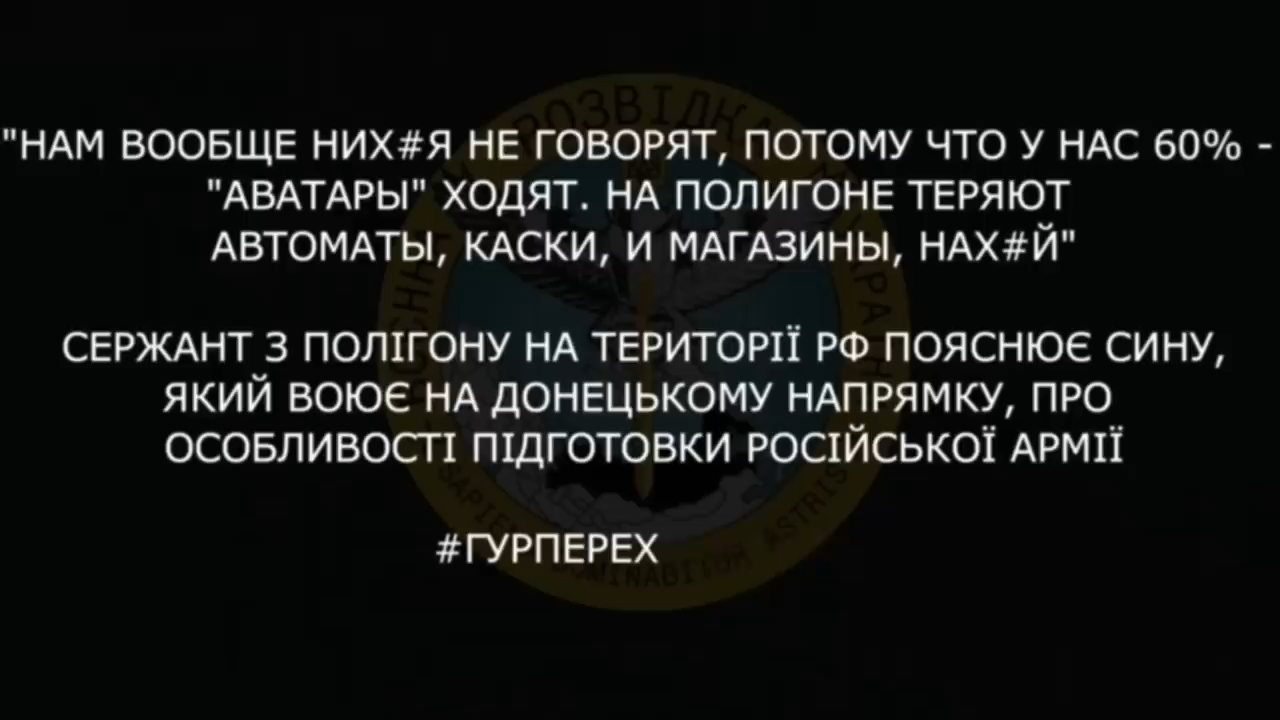 "НАМ ВООБЩЕ НИХ#Я НЕ ГОВОРЯТ, ПОТОМУ ЧТО У НАС 60% -
"АВАТАРЫ" ХОДЯТ. НА ПОЛИГОНЕ ТЕРЯЮТ
АВТОМАТЫ, КАСКИ, И МАГАЗИНЫ, НАХ#Й"
СЕРЖАНТ З ПОЛІГОНУ НА ТЕРИТОРІЇ РФ ПОЯСНЮЄ СИНУ,
ЯКИЙ ВОЮЄ НА ДОНЕЦЬКОМУ НАПРЯМКУ, ПРО
ОСОБЛИВОСТІ ПІДГОТОВКИ РОСІЙСЬКОЇ АРМІЇ
#ГУРПЕРЕХ